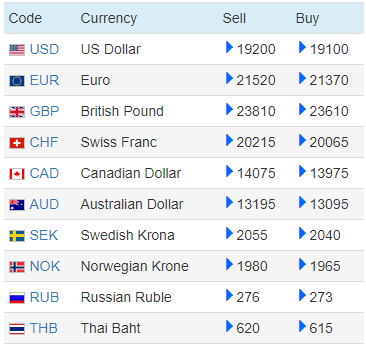 Code Currency Sell Buy
USD US Dollar 19200 19100
EUR Euro 21520 21370
GBP British Pound 23810 23610
CHF Swiss Franc 20215 20065
CAD Canadian Dollar 14075 13975
AUD Australian Dollar 13195 13095
SEK Swedish Krona 2055 2040
NOK Norwegian Krone 1980 1965
RUB Russian Ruble 276 273
THB Thai Baht 620 615